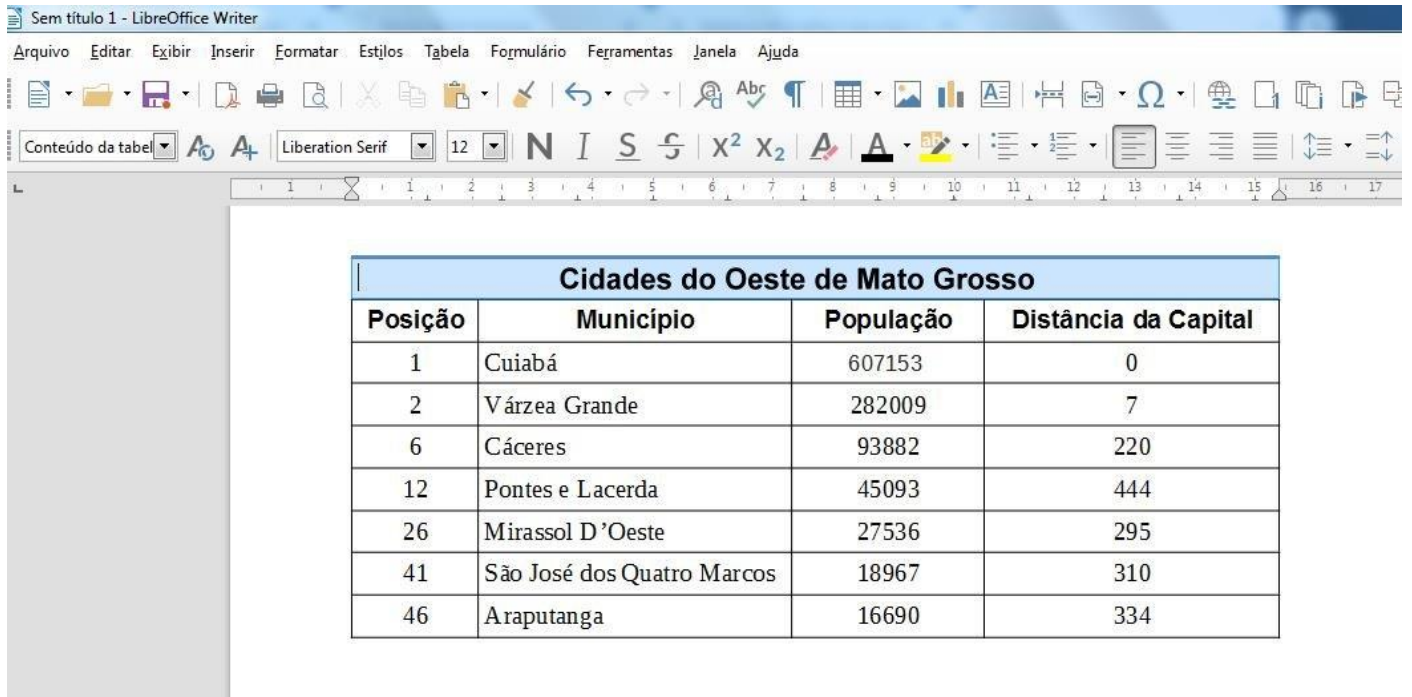 Sem título 1 - LibreOffice Writer
Arquivo Editar Exibir Inserir Formatar Estilos Tabela Formulário Ferramentas Janela Ajuda
Abc ¶ A Ω
Conteúdo da tabel A A Liberation Serif 12 N I S S X² X₂ A A ab
1 1 2 3 4 5 6 7 8 9 10 11 12 13 14 15 16 17
Cidades do Oeste de Mato Grosso
Posição Município População Distância da Capital
1 Cuiabá 607153 0
2 Várzea Grande 282009 7
6 Cáceres 93882 220
12 Pontes e Lacerda 45093 444
26 Mirassol D’Oeste 27536 295
41 São José dos Quatro Marcos 18967 310
46 Araputanga 16690 334